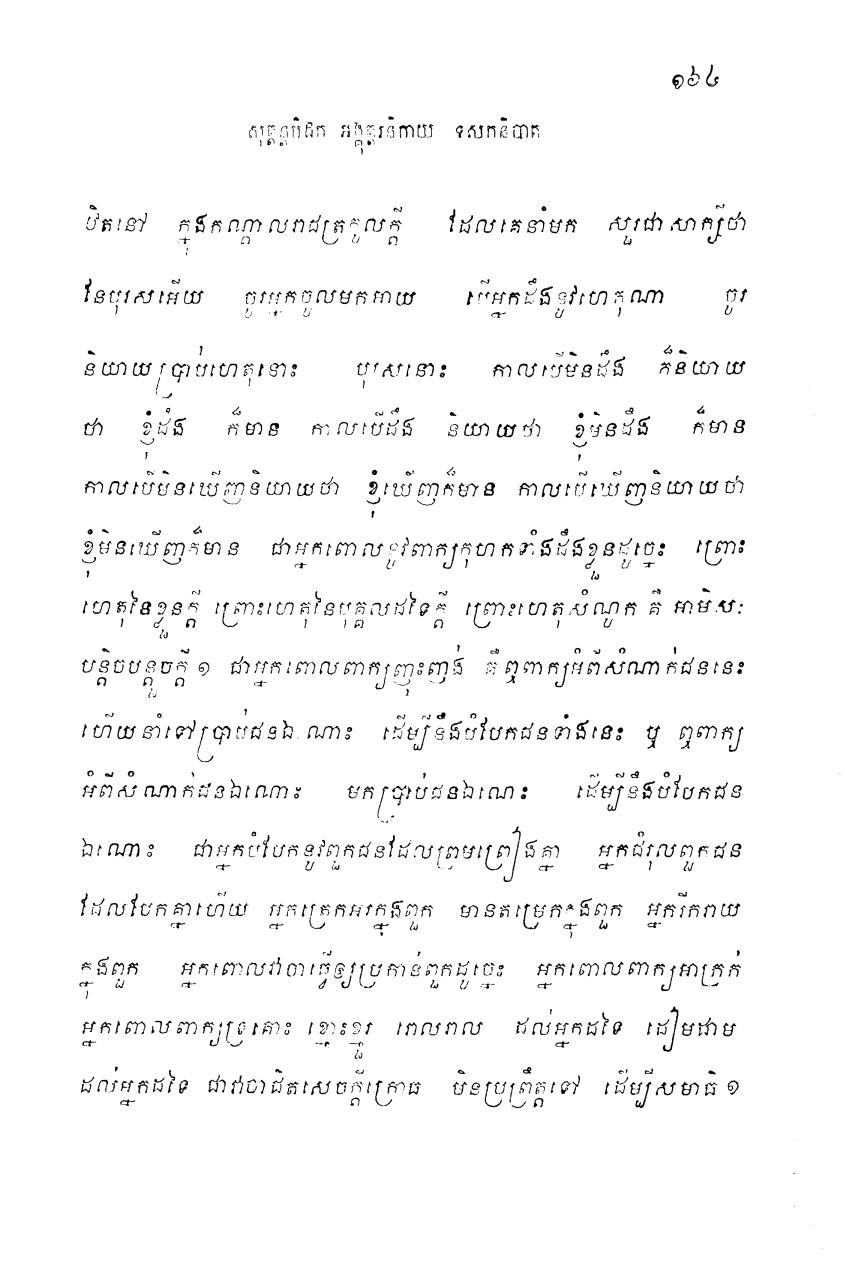 ១៦៤
សុត្តន្តបិដក អង្គុត្តរនិកាយ ទសកនិបាត
ឋិតនៅ ក្នុងកណ្តាលរាជត្រកូលក្តី ដែលគេនាំមក សួរជាសាក្សីថា
នែបុរសអើយ ចូរអ្នកចូលមកអាយ បើអ្នកដឹងនូវហេតុណា ចូរ
និយាយប្រាប់ហេតុនោះ បុរសនោះ កាលបើមិនដឹង ក៏និយាយ
ថា ខ្ញុំដឹង ក៏មាន កាលបើដឹង និយាយថា ខ្ញុំមិនដឹង ក៏មាន
កាលបើមិនឃើញនិយាយថា ខ្ញុំឃើញក៏មាន កាលបើឃើញនិយាយថា
ខ្ញុំមិនឃើញក៏មាន ជាអ្នកពោលនូវពាក្យកុហកទាំងដឹងខ្លួនដូច្នេះ ព្រោះ
ហេតុនៃខ្លួនក្តី ព្រោះហេតុនៃបុគ្គលដទៃក្តី ព្រោះហេតុសំណូក គឺ អាមិសៈ
បន្តិចបន្តួចក្តី ១ ជាអ្នកពោលពាក្យញុះញង់ គឺឮពាក្យអំពីសំណាក់ជននេះ
ហើយនាំទៅប្រាប់ជនឯណោះ ដើម្បីនឹងបំបែកជនទាំងនេះ ឬ ឮពាក្យ
អំពីសំណាក់ជនឯណោះ មកប្រាប់ជនឯណេះ ដើម្បីនឹងបំបែកជន
ឯណោះ ជាអ្នកបំបែកនូវពួកជនដែលព្រមព្រៀងគ្នា អ្នកជំរុលពួកជន
ដែលបែកគ្នាហើយ អ្នកត្រេកអរក្នុងពួក មានតម្រេកក្នុងពួក អ្នករីករាយ
ក្នុងពួក អ្នកពោលវាចាធ្វើឲ្យប្រកាន់ពួកដូច្នេះ អ្នកពោលពាក្យអាក្រក់
អ្នកពោលពាក្យទ្រគោះ ខ្មោះខ្មួរ រោលរាល ដល់អ្នកដទៃ ដៀមដាម
ដល់អ្នកដទៃ ជាវាចាជិតសេចក្តីក្រោធ មិនប្រព្រឹត្តទៅ ដើម្បីសមាធិ ១